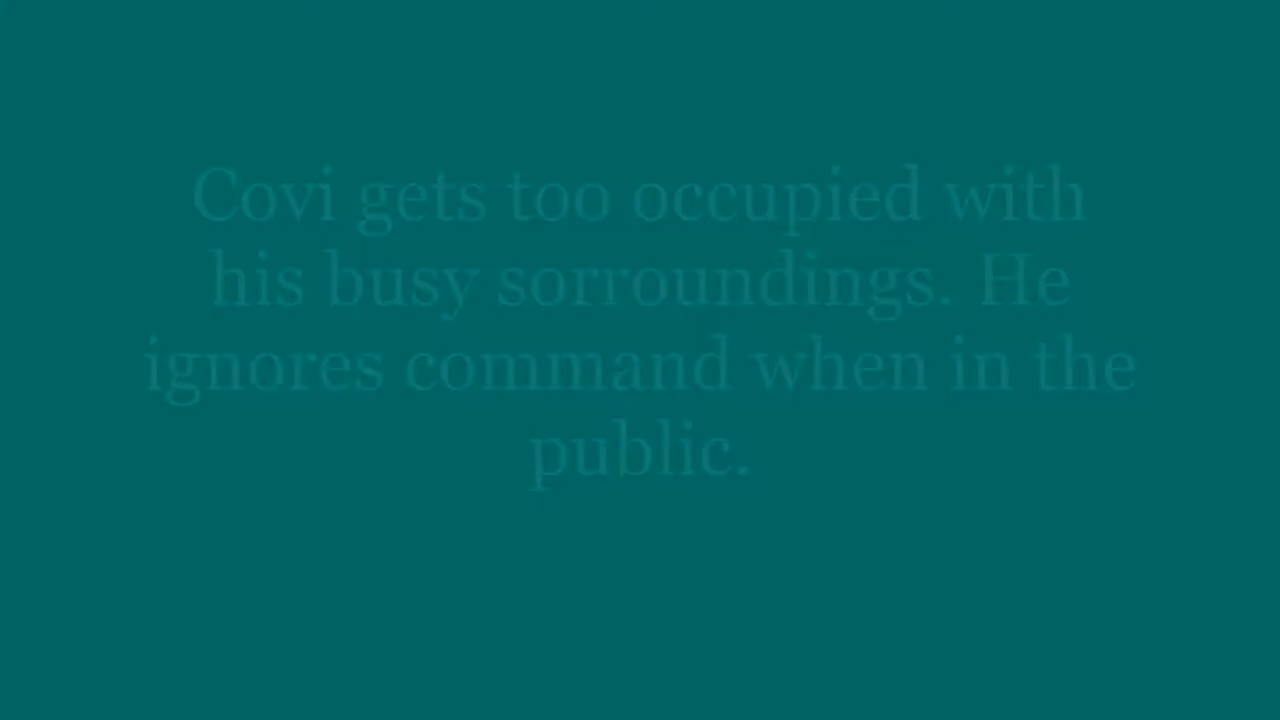 Covi gets too occupied with
his busy sorroundings. He
ignores command when in the
public.